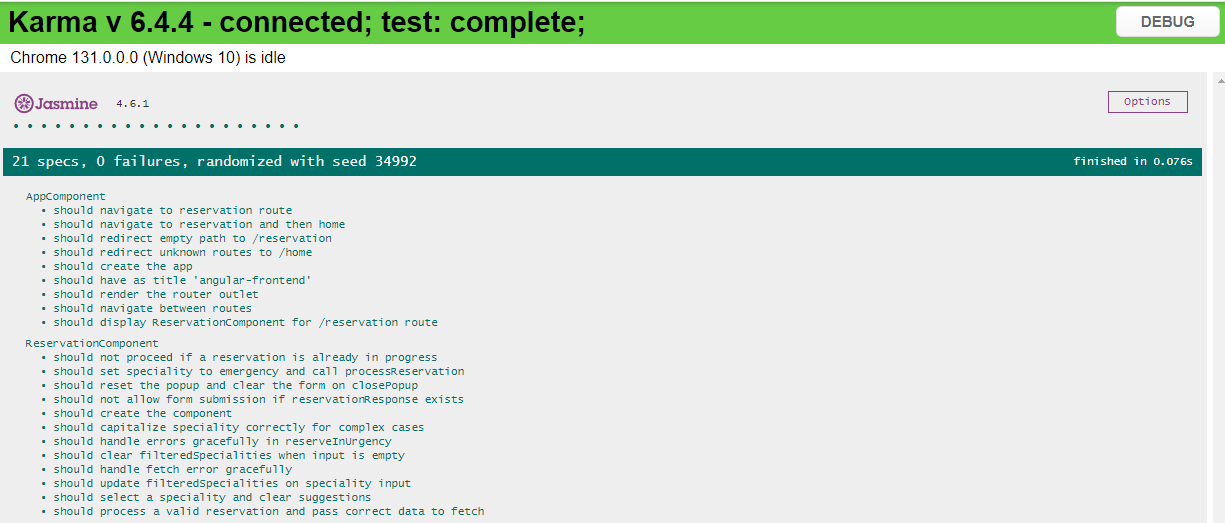 Karma v 6.4.4 - connected; test: complete;
DEBUG
Chrome 131.0.0.0 (Windows 10) is idle
Jasmine 4.6.1
Options
21 specs, 0 failures, randomized with seed 34992
finished in 0.076s
AppComponent
• should navigate to reservation route
• should navigate to reservation and then home
• should redirect empty path to /reservation
• should redirect unknown routes to /home
• should create the app
• should have as title 'angular-frontend'
• should render the router outlet
• should navigate between routes
• should display ReservationComponent for /reservation route
ReservationComponent
• should not proceed if a reservation is already in progress
• should set speciality to emergency and call processReservation
• should reset the popup and clear the form on closePopup
• should not allow form submission if reservationResponse exists
• should create the component
• should capitalize speciality correctly for complex cases
• should handle errors gracefully in reserveInUrgency
• should clear filteredSpecialities when input is empty
• should handle fetch error gracefully
• should update filteredSpecialities on speciality input
• should select a speciality and clear suggestions
• should process a valid reservation and pass correct data to fetch